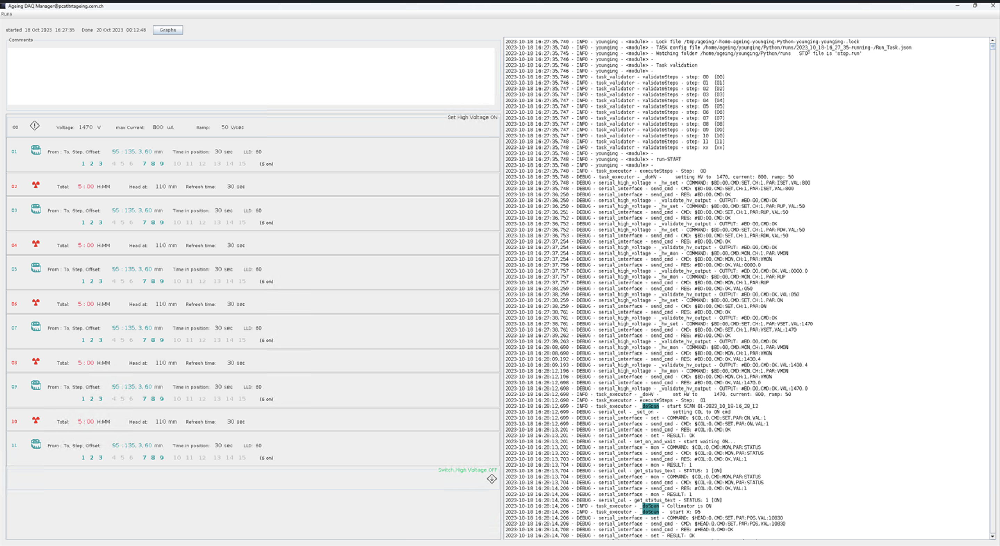 Ageing DAQ Manager@pcatltrtageing.cern.ch
Runs
started 18 Oct 2023 16:27:35 Done 20 Oct 2023 00:12:48 Graphs
Comments
Set High Voltage ON
00 Voltage: 1470 V max Current: 800 uA Ramp: 50 V/sec
01 From : To, Step, Offset: 95 : 135, 3, 60 mm Time in position: 30 sec LLD: 60
1 2 3 4 5 6 7 8 9 10 11 12 13 14 15 (6 on)
02 Total: 5 : 00 H:MM Head at: 110 mm Refresh time: 30 sec
03 From : To, Step, Offset: 95 : 135, 3, 60 mm Time in position: 30 sec LLD: 60
1 2 3 4 5 6 7 8 9 10 11 12 13 14 15 (6 on)
04 Total: 5 : 00 H:MM Head at: 110 mm Refresh time: 30 sec
05 From : To, Step, Offset: 95 : 135, 3, 60 mm Time in position: 30 sec LLD: 60
1 2 3 4 5 6 7 8 9 10 11 12 13 14 15 (6 on)
06 Total: 5 : 00 H:MM Head at: 110 mm Refresh time: 30 sec
07 From : To, Step, Offset: 95 : 135, 3, 60 mm Time in position: 30 sec LLD: 60
1 2 3 4 5 6 7 8 9 10 11 12 13 14 15 (6 on)
08 Total: 5 : 00 H:MM Head at: 110 mm Refresh time: 30 sec
09 From : To, Step, Offset: 95 : 135, 3, 60 mm Time in position: 30 sec LLD: 60
1 2 3 4 5 6 7 8 9 10 11 12 13 14 15 (6 on)
10 Total: 5 : 00 H:MM Head at: 110 mm Refresh time: 30 sec
11 From : To, Step, Offset: 95 : 135, 3, 60 mm Time in position: 30 sec LLD: 60
1 2 3 4 5 6 7 8 9 10 11 12 13 14 15 (6 on)
Switch High Voltage OFF
2023-10-18 16:27:35,740 - INFO - younging - <module> - Lock file /tmp/ageing/-home-ageing-younging-Python-younging-younging-.lock
2023-10-18 16:27:35,740 - INFO - younging - <module> - TASK config file /home/ageing/younging/Python/runs/2023_10_18-16_27_35-running-/Run_Task.json
2023-10-18 16:27:35,745 - INFO - younging - <module> - Watching folder /home/ageing/younging/Python/runs STOP file is 'stop.run'
2023-10-18 16:27:35,746 - INFO - younging - <module> -
2023-10-18 16:27:35,746 - INFO - younging - <module> - Task validation
2023-10-18 16:27:35,746 - INFO - younging - <module> -
2023-10-18 16:27:35,746 - INFO - task_validator - validateSteps - step: 00 {00}
2023-10-18 16:27:35,746 - INFO - task_validator - validateSteps - step: 01 {01}
2023-10-18 16:27:35,747 - INFO - task_validator - validateSteps - step: 02 {02}
2023-10-18 16:27:35,747 - INFO - task_validator - validateSteps - step: 03 {03}
2023-10-18 16:27:35,747 - INFO - task_validator - validateSteps - step: 04 {04}
2023-10-18 16:27:35,747 - INFO - task_validator - validateSteps - step: 05 {05}
2023-10-18 16:27:35,747 - INFO - task_validator - validateSteps - step: 06 {06}
2023-10-18 16:27:35,747 - INFO - task_validator - validateSteps - step: 07 {07}
2023-10-18 16:27:35,747 - INFO - task_validator - validateSteps - step: 08 {08}
2023-10-18 16:27:35,747 - INFO - task_validator - validateSteps - step: 09 {09}
2023-10-18 16:27:35,747 - INFO - task_validator - validateSteps - step: 10 {10}
2023-10-18 16:27:35,748 - INFO - task_validator - validateSteps - step: 11 {11}
2023-10-18 16:27:35,748 - INFO - task_validator - validateSteps - step: xx {xx}
2023-10-18 16:27:35,748 - INFO - younging - <module> -
2023-10-18 16:27:35,748 - INFO - younging - <module> - run-START
2023-10-18 16:27:35,748 - INFO - younging - <module> -
2023-10-18 16:27:35,748 - INFO - task_executor - executeSteps - Step: 00
2023-10-18 16:27:35,748 - DEBUG - task_executor - _doHV - setting HV to 1470, current: 800, ramp: 50
2023-10-18 16:27:35,748 - DEBUG - serial_high_voltage - _hv_set - COMMAND: $BD:00,CMD:SET,CH:1,PAR:ISET,VAL:800
2023-10-18 16:27:35,748 - DEBUG - serial_interface - send_cmd - CMD: $BD:00,CMD:SET,CH:1,PAR:ISET,VAL:800
2023-10-18 16:27:36,250 - DEBUG - serial_interface - send_cmd - RES: #BD:00,CMD:OK
2023-10-18 16:27:36,250 - DEBUG - serial_high_voltage - _validate_hv_output - OUTPUT: #BD:00,CMD:OK
2023-10-18 16:27:36,250 - DEBUG - serial_high_voltage - _hv_set - COMMAND: $BD:00,CMD:SET,CH:1,PAR:RUP,VAL:50
2023-10-18 16:27:36,251 - DEBUG - serial_interface - send_cmd - CMD: $BD:00,CMD:SET,CH:1,PAR:RUP,VAL:50
2023-10-18 16:27:36,752 - DEBUG - serial_interface - send_cmd - RES: #BD:00,CMD:OK
2023-10-18 16:27:36,752 - DEBUG - serial_high_voltage - _validate_hv_output - OUTPUT: #BD:00,CMD:OK
2023-10-18 16:27:36,752 - DEBUG - serial_high_voltage - _hv_set - COMMAND: $BD:00,CMD:SET,CH:1,PAR:RDW,VAL:50
2023-10-18 16:27:36,753 - DEBUG - serial_interface - send_cmd - CMD: $BD:00,CMD:SET,CH:1,PAR:RDW,VAL:50
2023-10-18 16:27:37,254 - DEBUG - serial_interface - send_cmd - RES: #BD:00,CMD:OK
2023-10-18 16:27:37,254 - DEBUG - serial_high_voltage - _validate_hv_output - OUTPUT: #BD:00,CMD:OK
2023-10-18 16:27:37,254 - DEBUG - serial_high_voltage - _hv_mon - COMMAND: $BD:00,CMD:MON,CH:1,PAR:VMON
2023-10-18 16:27:37,254 - DEBUG - serial_interface - send_cmd - CMD: $BD:00,CMD:MON,CH:1,PAR:VMON
2023-10-18 16:27:37,756 - DEBUG - serial_interface - send_cmd - RES: #BD:00,CMD:OK,VAL:0000.0
2023-10-18 16:27:37,757 - DEBUG - serial_high_voltage - _validate_hv_output - OUTPUT: #BD:00,CMD:OK,VAL:0000.0
2023-10-18 16:27:37,757 - DEBUG - serial_high_voltage - _hv_mon - COMMAND: $BD:00,CMD:MON,CH:1,PAR:RUP
2023-10-18 16:27:37,757 - DEBUG - serial_interface - send_cmd - CMD: $BD:00,CMD:MON,CH:1,PAR:RUP
2023-10-18 16:27:38,259 - DEBUG - serial_interface - send_cmd - RES: #BD:00,CMD:OK,VAL:050
2023-10-18 16:27:38,259 - DEBUG - serial_high_voltage - _validate_hv_output - OUTPUT: #BD:00,CMD:OK,VAL:050
2023-10-18 16:27:38,259 - DEBUG - serial_high_voltage - _hv_set - COMMAND: $BD:00,CMD:SET,CH:1,PAR:ON
2023-10-18 16:27:38,259 - DEBUG - serial_interface - send_cmd - CMD: $BD:00,CMD:SET,CH:1,PAR:ON
2023-10-18 16:27:38,761 - DEBUG - serial_interface - send_cmd - RES: #BD:00,CMD:OK
2023-10-18 16:27:38,761 - DEBUG - serial_high_voltage - _validate_hv_output - OUTPUT: #BD:00,CMD:OK
2023-10-18 16:27:38,761 - DEBUG - serial_high_voltage - _hv_set - COMMAND: $BD:00,CMD:SET,CH:1,PAR:VSET,VAL:1470
2023-10-18 16:27:38,761 - DEBUG - serial_interface - send_cmd - CMD: $BD:00,CMD:SET,CH:1,PAR:VSET,VAL:1470
2023-10-18 16:27:39,262 - DEBUG - serial_interface - send_cmd - RES: #BD:00,CMD:OK
2023-10-18 16:27:39,263 - DEBUG - serial_high_voltage - _validate_hv_output - OUTPUT: #BD:00,CMD:OK
2023-10-18 16:28:08,690 - DEBUG - serial_high_voltage - _hv_mon - COMMAND: $BD:00,CMD:MON,CH:1,PAR:VMON
2023-10-18 16:28:08,690 - DEBUG - serial_interface - send_cmd - CMD: $BD:00,CMD:MON,CH:1,PAR:VMON
2023-10-18 16:28:09,192 - DEBUG - serial_interface - send_cmd - RES: #BD:00,CMD:OK,VAL:1438.4
2023-10-18 16:28:09,193 - DEBUG - serial_high_voltage - _validate_hv_output - OUTPUT: #BD:00,CMD:OK,VAL:1438.4
2023-10-18 16:28:12,196 - DEBUG - serial_high_voltage - _hv_mon - COMMAND: $BD:00,CMD:MON,CH:1,PAR:VMON
2023-10-18 16:28:12,196 - DEBUG - serial_interface - send_cmd - CMD: $BD:00,CMD:MON,CH:1,PAR:VMON
2023-10-18 16:28:12,698 - DEBUG - serial_interface - send_cmd - RES: #BD:00,CMD:OK,VAL:1470.0
2023-10-18 16:28:12,698 - DEBUG - serial_high_voltage - _validate_hv_output - OUTPUT: #BD:00,CMD:OK,VAL:1470.0
2023-10-18 16:28:12,698 - INFO - task_executor - _doHV - set HV to 1470, current: 800, ramp: 50
2023-10-18 16:28:12,698 - INFO - task_executor - executeSteps - Step: 01
2023-10-18 16:28:12,699 - INFO - task_executor - _doScan - start SCAN 01-2023_10_18-16_28_12
2023-10-18 16:28:12,699 - DEBUG - serial_col - _set_on - setting COL to ON cmd
2023-10-18 16:28:12,699 - DEBUG - serial_interface - set - COMMAND: $COL:0,CMD:SET,PAR:ON,VAL:1
2023-10-18 16:28:12,699 - DEBUG - serial_interface - send_cmd - CMD: $COL:0,CMD:SET,PAR:ON,VAL:1
2023-10-18 16:28:13,201 - DEBUG - serial_interface - send_cmd - RES: #COL:0,CMD:OK
2023-10-18 16:28:13,201 - DEBUG - serial_interface - set - RESULT: OK
2023-10-18 16:28:13,201 - DEBUG - serial_col - set_on_and_wait - start waiting ON...
2023-10-18 16:28:13,201 - DEBUG - serial_interface - mon - COMMAND: $COL:0,CMD:MON,PAR:STATUS
2023-10-18 16:28:13,202 - DEBUG - serial_interface - send_cmd - CMD: $COL:0,CMD:MON,PAR:STATUS
2023-10-18 16:28:13,703 - DEBUG - serial_interface - send_cmd - RES: #COL:0,CMD:OK,VAL:1
2023-10-18 16:28:13,704 - DEBUG - serial_interface - mon - RESULT: 1
2023-10-18 16:28:13,704 - DEBUG - serial_col - get_status_text - STATUS: 1 [ON]
2023-10-18 16:28:13,704 - DEBUG - serial_interface - mon - COMMAND: $COL:0,CMD:MON,PAR:STATUS
2023-10-18 16:28:13,704 - DEBUG - serial_interface - send_cmd - CMD: $COL:0,CMD:MON,PAR:STATUS
2023-10-18 16:28:14,206 - DEBUG - serial_interface - send_cmd - RES: #COL:0,CMD:OK,VAL:1
2023-10-18 16:28:14,206 - DEBUG - serial_interface - mon - RESULT: 1
2023-10-18 16:28:14,206 - DEBUG - serial_col - get_status_text - STATUS: 1 [ON]
2023-10-18 16:28:14,206 - INFO - task_executor - _doScan - Collimator is ON
2023-10-18 16:28:14,206 - INFO - task_executor - _doScan - start X: 95
2023-10-18 16:28:14,206 - DEBUG - serial_interface - set - COMMAND: $HEAD:0,CMD:SET,PAR:POS,VAL:10830
2023-10-18 16:28:14,206 - DEBUG - serial_interface - send_cmd - CMD: $HEAD:0,CMD:SET,PAR:POS,VAL:10830
2023-10-18 16:28:14,708 - DEBUG - serial_interface - send_cmd - RES: #HEAD:0,CMD:OK
2023-10-18 16:28:14,708 - DEBUG - serial_interface - set - RESULT: OK